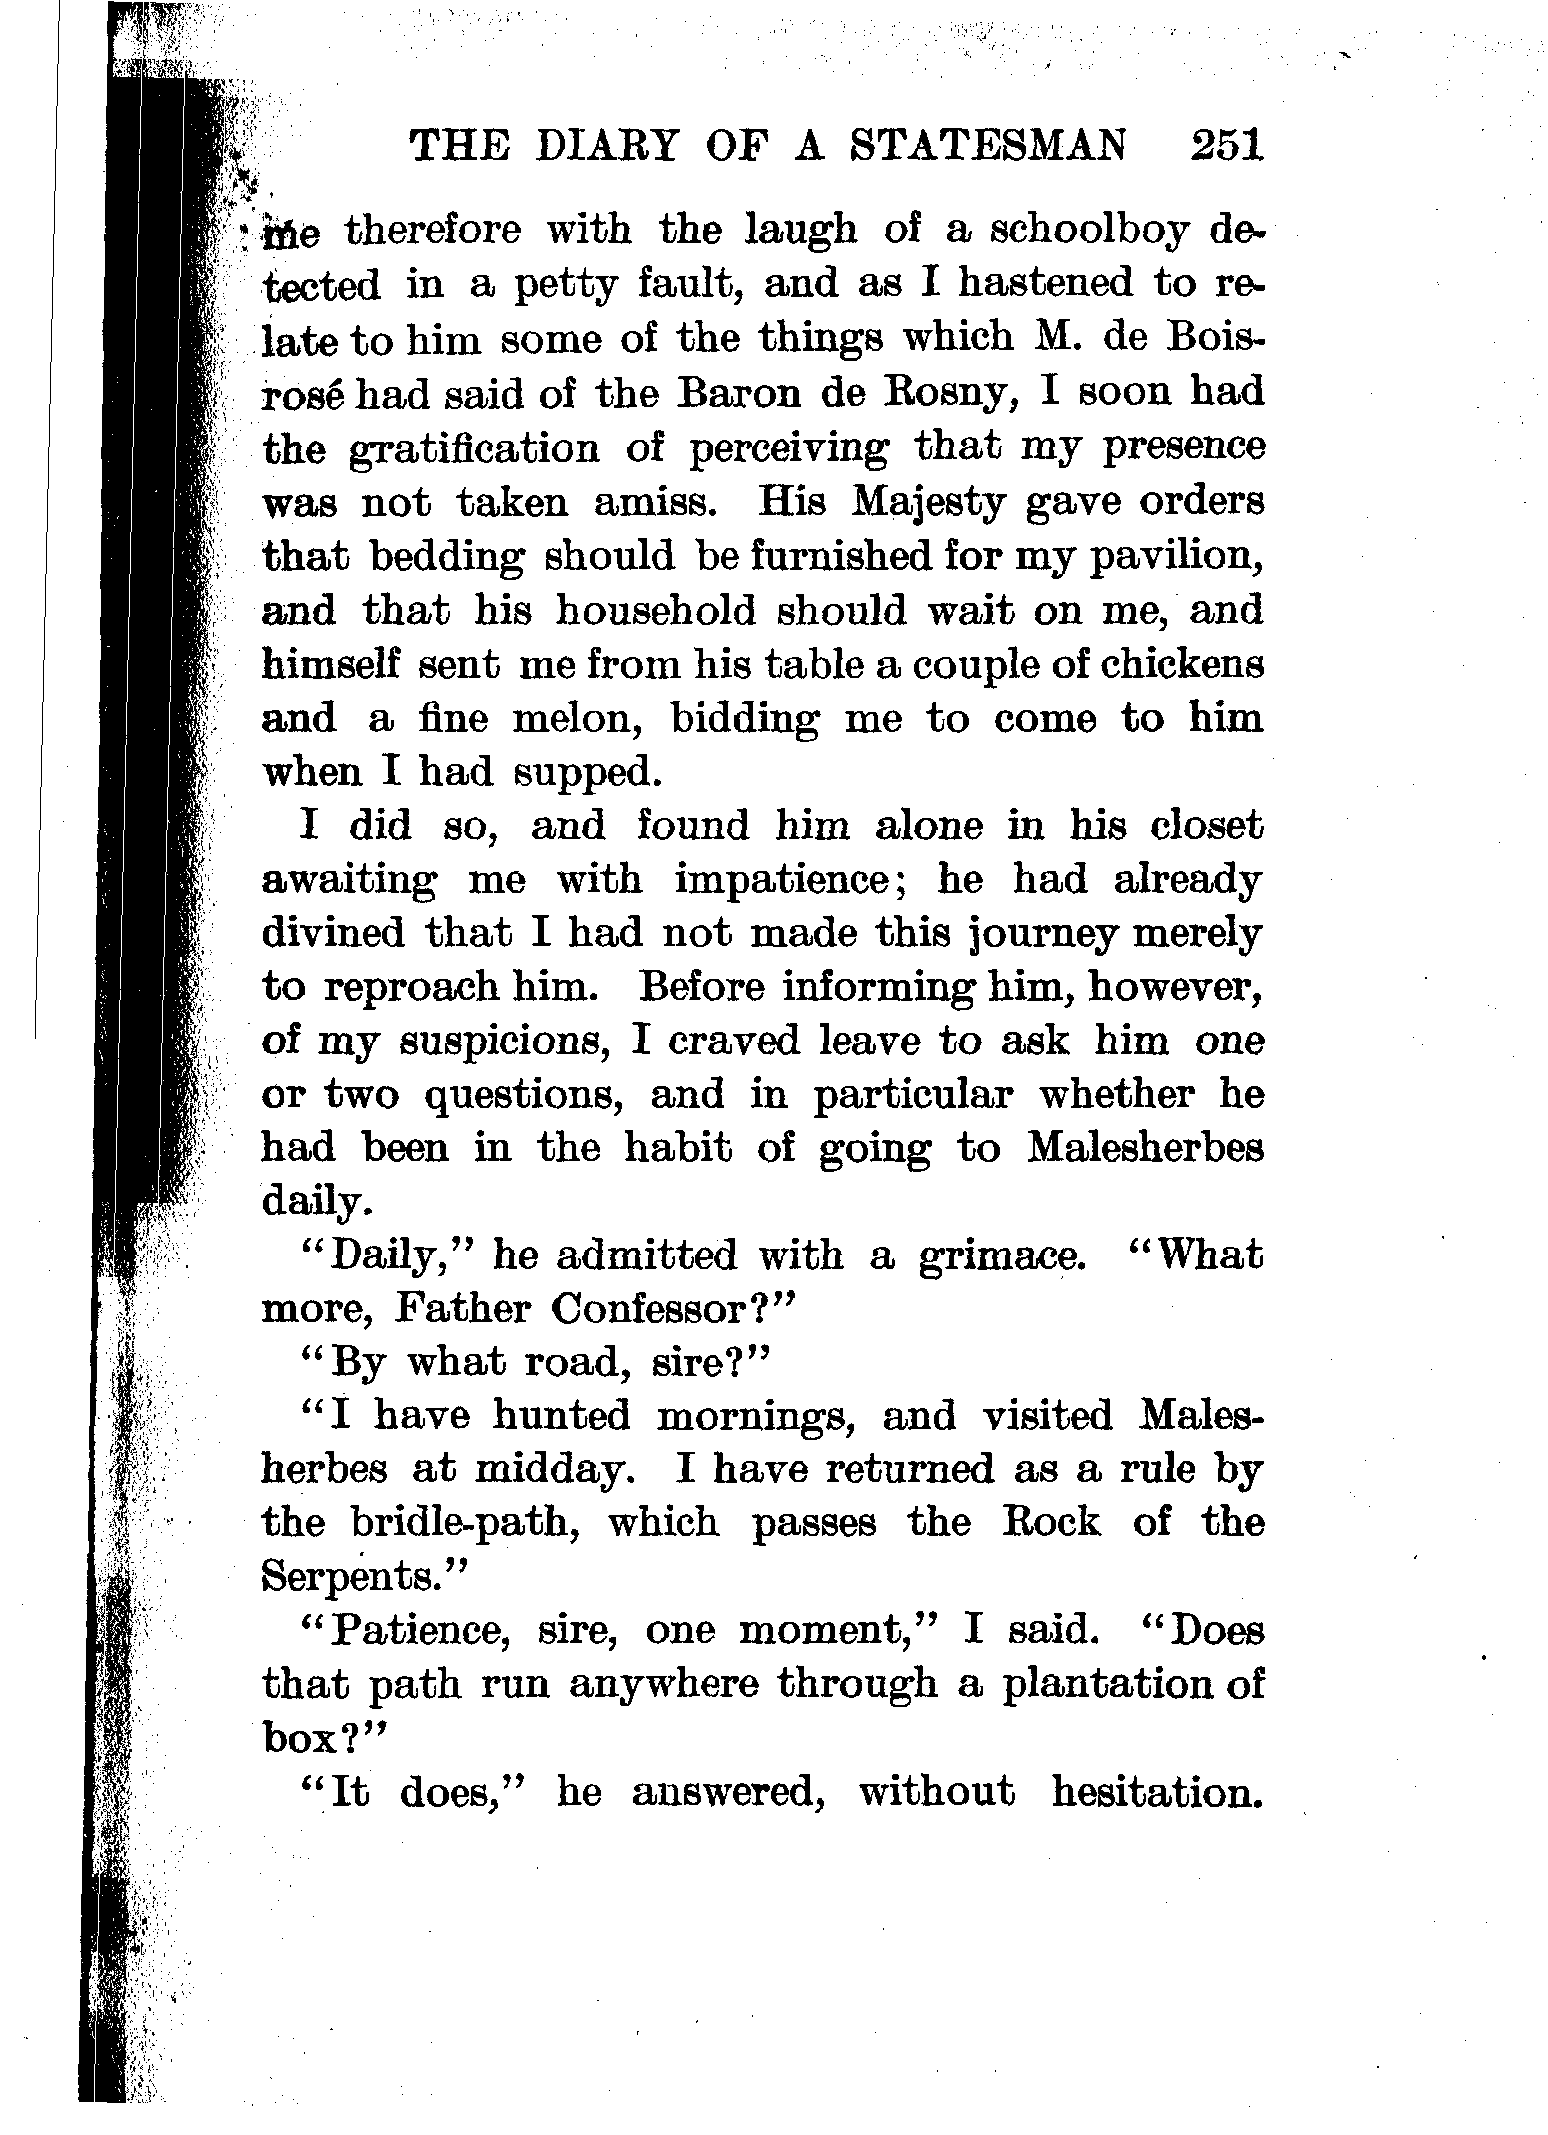 THE DIARY OF A STATESMAN 251
me therefore with the laugh of a schoolboy de-
tected in a petty fault, and as I hastened to re-
late to him some of the things which M. de Bois-
rosé had said of the Baron de Rosny, I soon had
the gratification of perceiving that my presence
was not taken amiss. His Majesty gave orders
that bedding should be furnished for my pavilion,
and that his household should wait on me, and
himself sent me from his table a couple of chickens
and a fine melon, bidding me to come to him
when I had supped.
I did so, and found him alone in his closet
awaiting me with impatience; he had already
divined that I had not made this journey merely
to reproach him. Before informing him, however,
of my suspicions, I craved leave to ask him one
or two questions, and in particular whether he
had been in the habit of going to Malesherbes
daily.
"Daily," he admitted with a grimace. "What
more, Father Confessor?"
"By what road, sire?"
"I have hunted mornings, and visited Males-
herbes at midday. I have returned as a rule by
the bridle-path, which passes the Rock of the
Serpents."
"Patience, sire, one moment," I said. "Does
that path run anywhere through a plantation of
box?"
"It does," he answered, without hesitation.